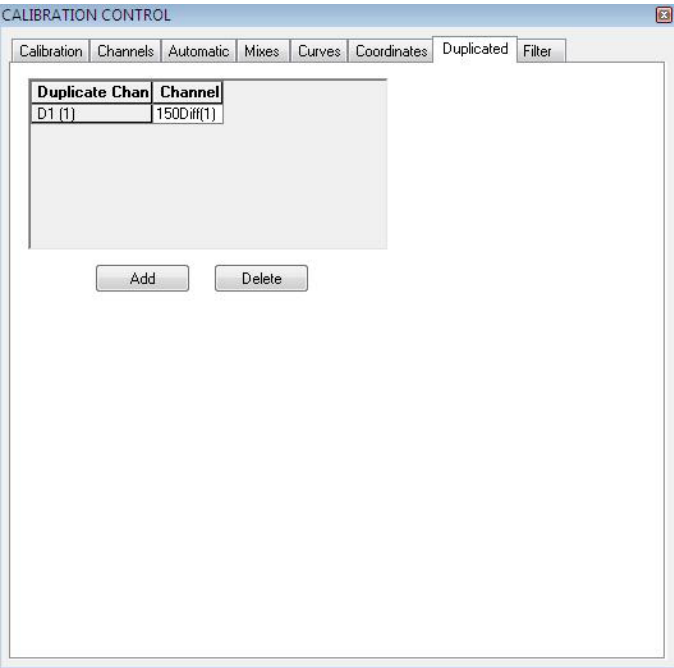 CALIBRATION CONTROL
Calibration Channels Automatic Mixes Curves Coordinates Duplicated Filter
Duplicate Chan Channel
D1 (1) 150Diff(1)
Add Delete